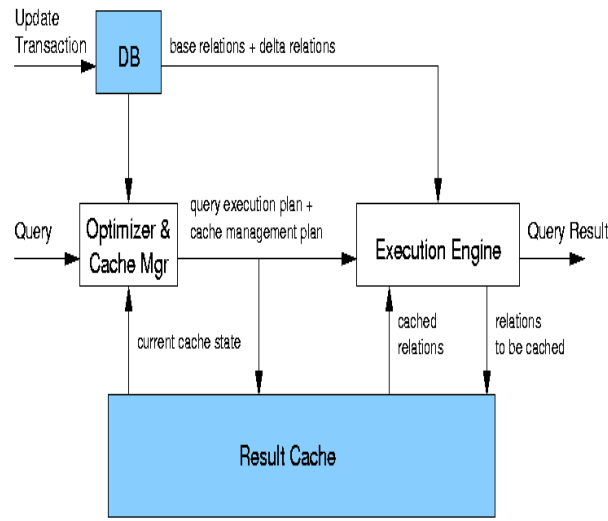 Update
Transaction
DB
base relations + delta relations
Query
Optimizer &
Cache Mgr
query execution plan +
cache management plan
Execution Engine
Query Result
current cache state
cached
relations
relations
to be cached
Result Cache